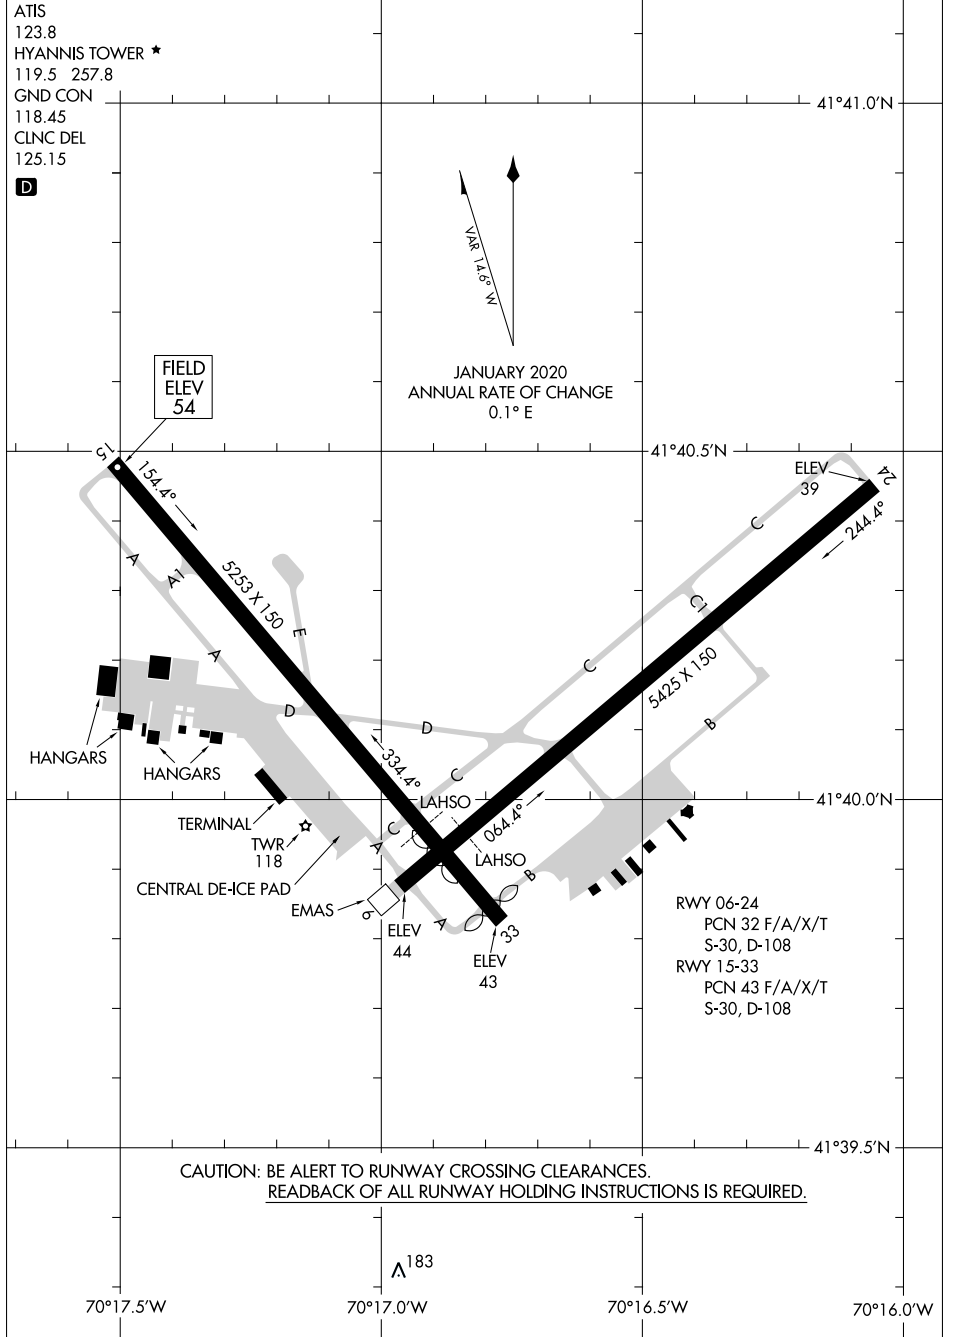 ATIS
123.8
HYANNIS TOWER ★
119.5 257.8
GND CON
118.45
CLNC DEL
125.15
D
41°41.0'N
VAR 14.6° W
JANUARY 2020
ANNUAL RATE OF CHANGE
0.1° E
FIELD
ELEV
54
41°40.5'N
15
154.4°
ELEV
39
24
244.4°
C
A
A1
5253 X 150
E
C1
A
C
5425 X 150
D
D
B
HANGARS
HANGARS
334.4°
C
41°40.0'N
LAHSO
064.4°
TERMINAL
C
TWR
118
A
LAHSO
CENTRAL DE-ICE PAD
B
EMAS
6
ELEV
44
A
33
ELEV
43
RWY 06-24
PCN 32 F/A/X/T
S-30, D-108
RWY 15-33
PCN 43 F/A/X/T
S-30, D-108
41°39.5'N
CAUTION: BE ALERT TO RUNWAY CROSSING CLEARANCES.
READBACK OF ALL RUNWAY HOLDING INSTRUCTIONS IS REQUIRED.
183
70°17.5'W
70°17.0'W
70°16.5'W
70°16.0'W